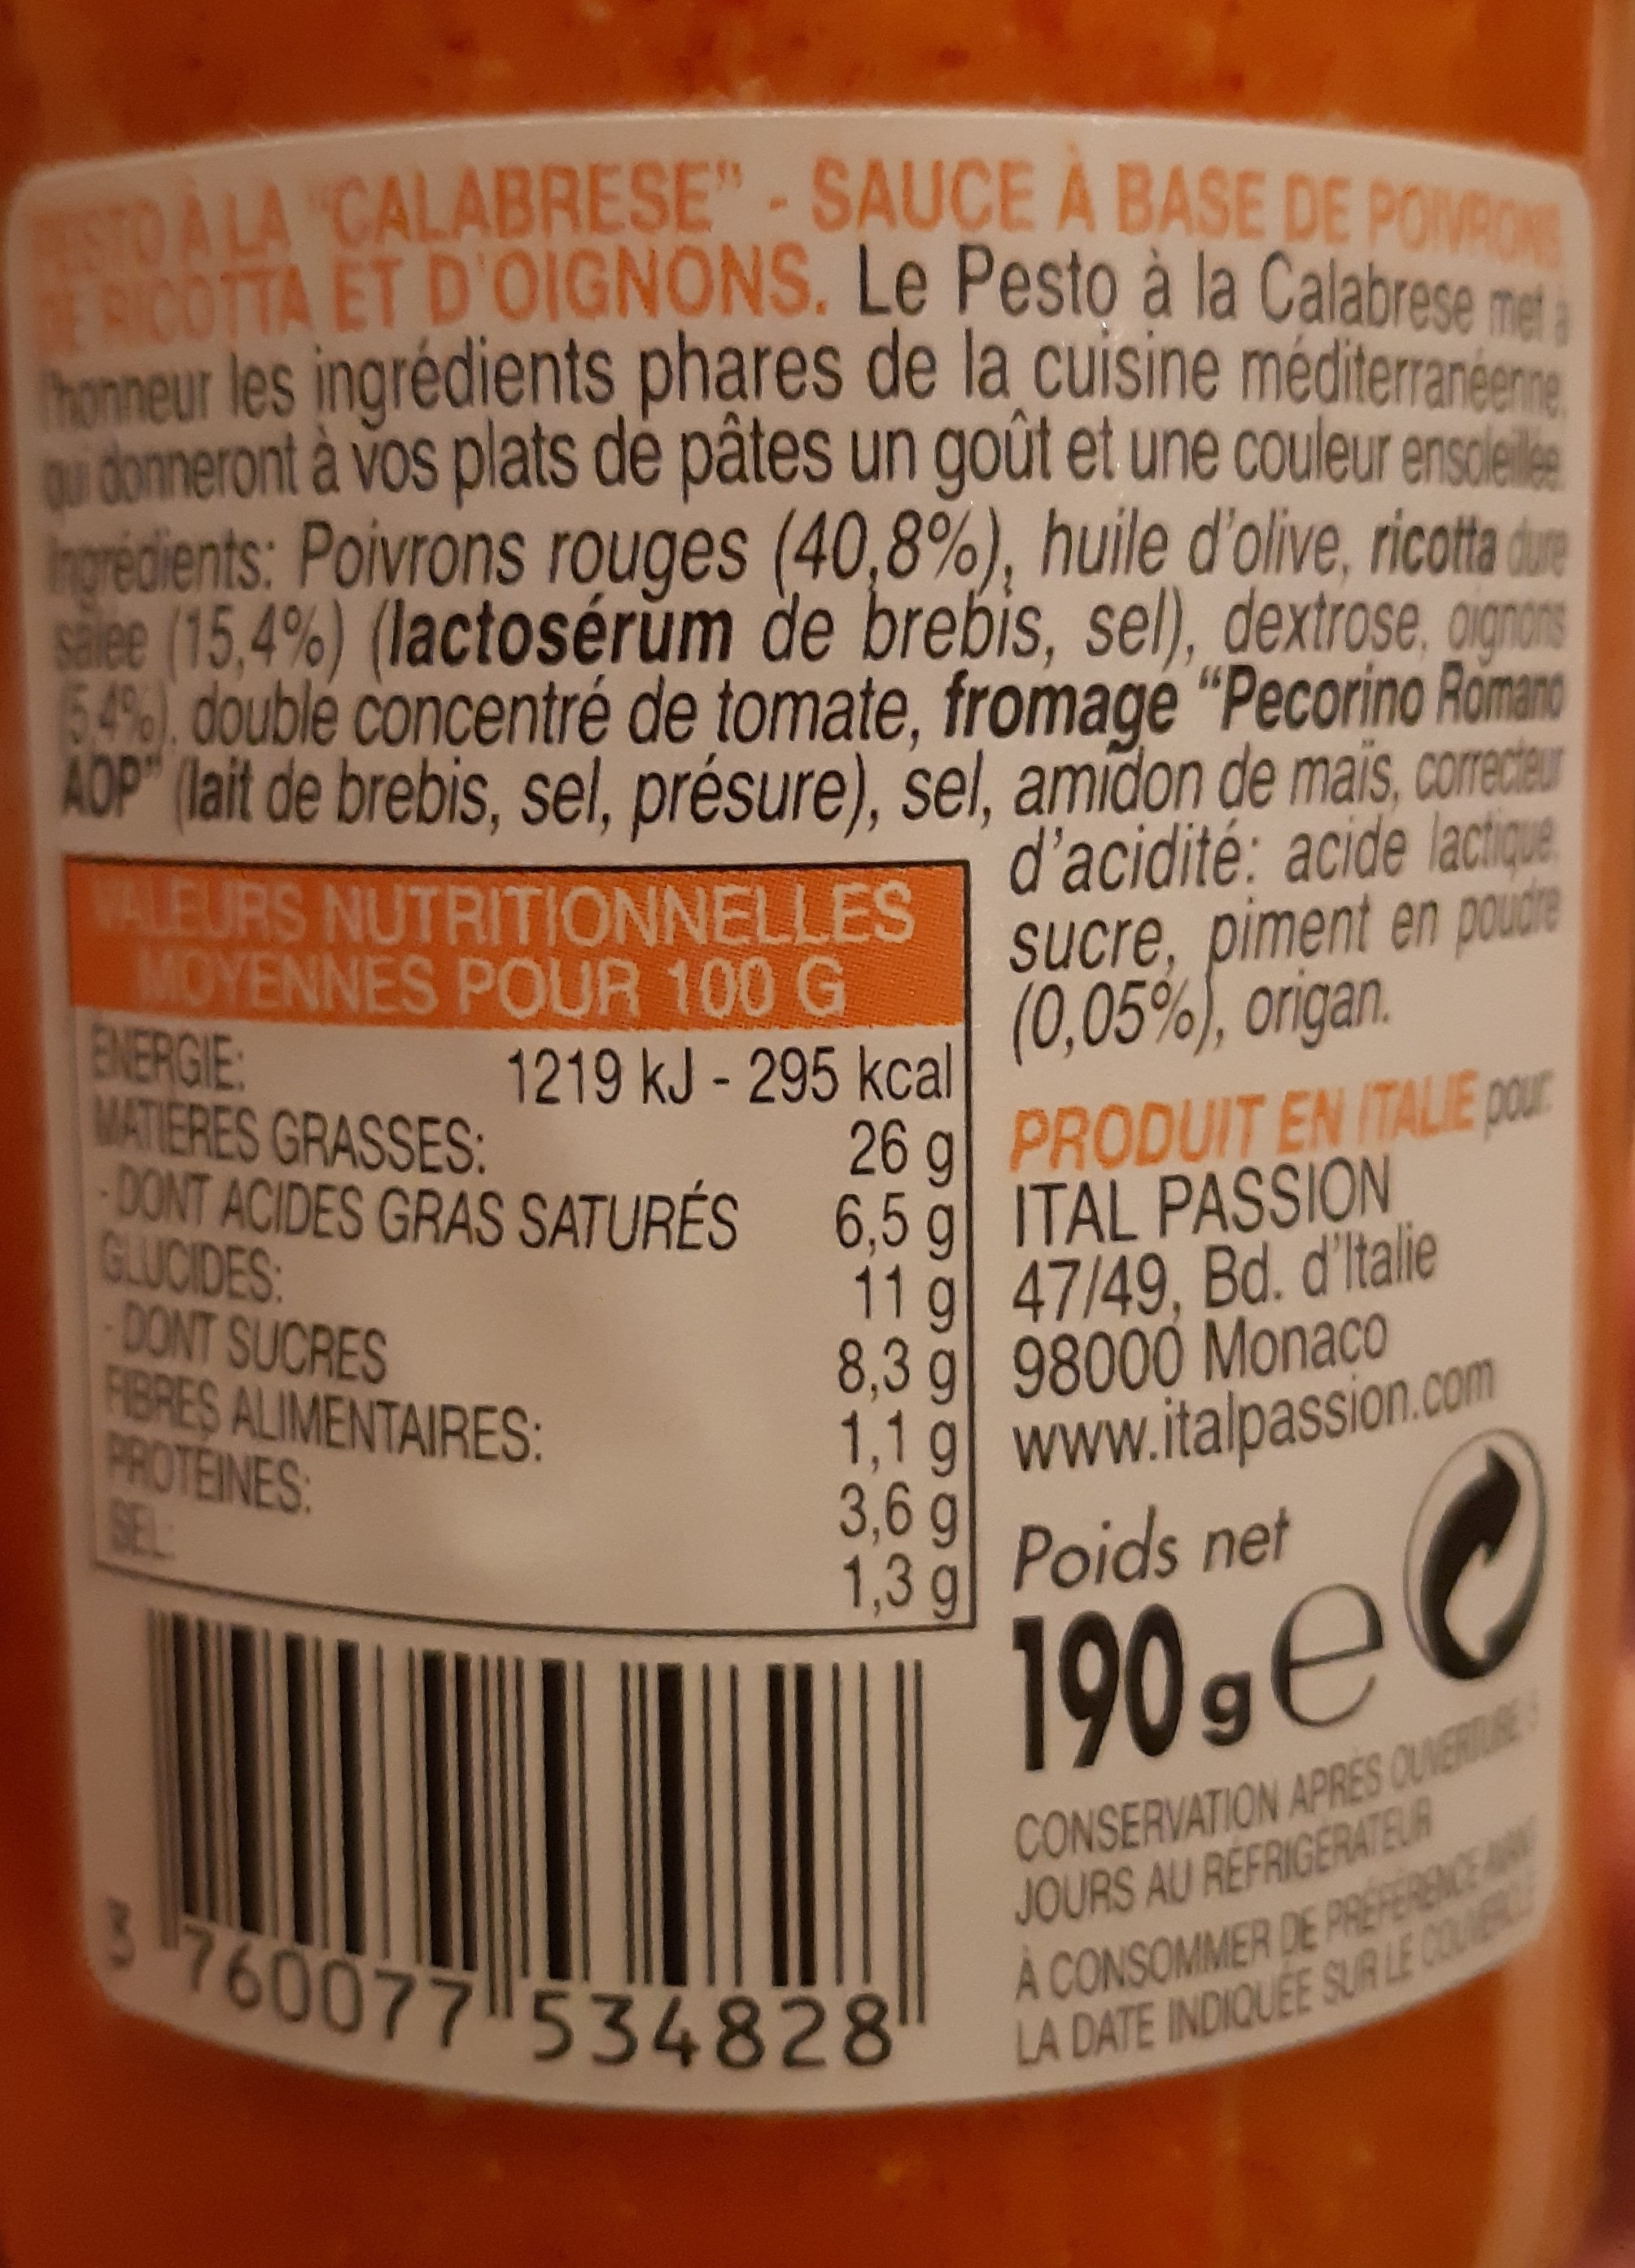 PESTO À LA "CALABRESE" - SAUCE À BASE DE POIVRONS
DE RICOTTA ET D'OIGNONS. Le Pesto à la Calabrese met à
l'honneur les ingrédients phares de la cuisine méditerranéenne,
qui donneront à vos plats de pâtes un goût et une couleur ensoleillée.
Ingrédients: Poivrons rouges (40,8%), huile d'olive, ricotta dure
salée (15,4%) (lactosérum de brebis, sel), dextrose, oignons
(5,4%), double concentré de tomate, fromage "Pecorino Romano
AOP" (lait de brebis, sel, présure), sel, amidon de maïs, correcteur
d'acidité: acide lactique,
sucre, piment en poudre
(0,05%), origan.
VALEURS NUTRITIONNELLES
MOYENNES POUR 100 G
ÉNERGIE: 1219 kJ - 295 kcal
MATIÈRES GRASSES: 26 g
- DONT ACIDES GRAS SATURÉS 6,5 g
GLUCIDES: 11 g
- DONT SUCRES 8,3 g
FIBRES ALIMENTAIRES: 1,1 g
PROTÉINES: 3,6 g
SEL: 1,3 g
PRODUIT EN ITALIE pour:
ITAL PASSION
47/49, Bd. d'Italie
98000 Monaco
www.italpassion.com
Poids net
190 g e
CONSERVATION APRÈS OUVERTURE
JOURS AU RÉFRIGÉRATEUR
À CONSOMMER DE PRÉFÉRENCE AVANT
LA DATE INDIQUÉE SUR LE COUVERCLE
3 760077 534828